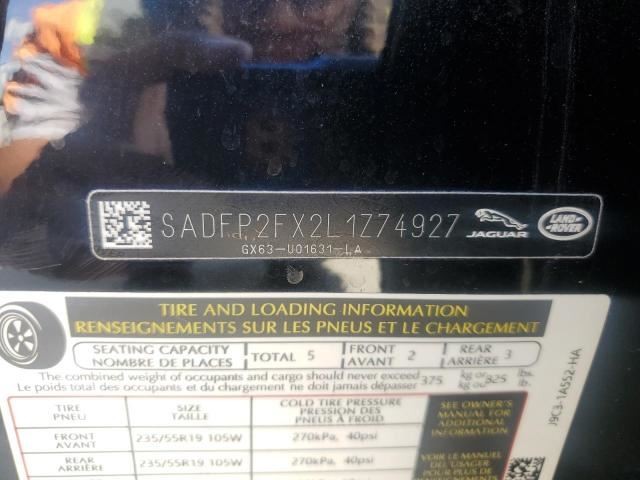 SADFP2FX2L1Z74927
GX63-U01631-LA
JAGUAR
LAND-
ROVER
TIRE AND LOADING INFORMATION
RENSEIGNEMENTS SUR LES PNEUS ET LE CHARGEMENT
SEATING CAPACITY
NOMBRE DE PLACES
TOTAL 5
FRONT
AVANT 2
REAR
ARRIÈRE 3
The combined weight of occupants and cargo should never exceed
Le poids total des occupants et du chargement ne doit jamais dépasser
375 kg or
kg ou 825 lbs.
lb.
TIRE
PNEU
SIZE
TAILLE
COLD TIRE PRESSURE
PRESSION DES
PNEUS À FROID
SEE OWNER'S
MANUAL FOR
ADDITIONAL
INFORMATION
FRONT
AVANT
235/55R19 105W
270kPa, 40psi
REAR
ARRIÈRE
235/55R19 105W
270kPa, 40psi
VOIR LE MANUEL
DE L'USAGER
POUR PLUS DE
J9C3-1A552-HA